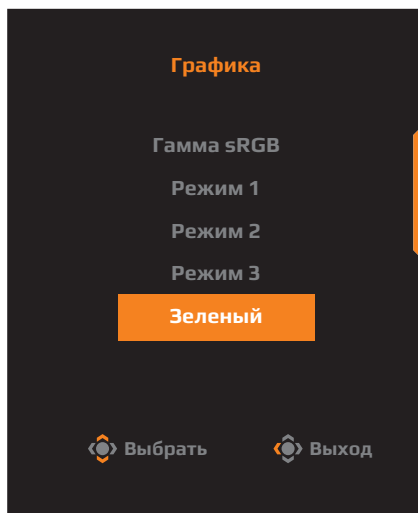 Графика
Гамма sRGB
Режим 1
Режим 2
Режим 3
Зеленый
Выбрать Выход